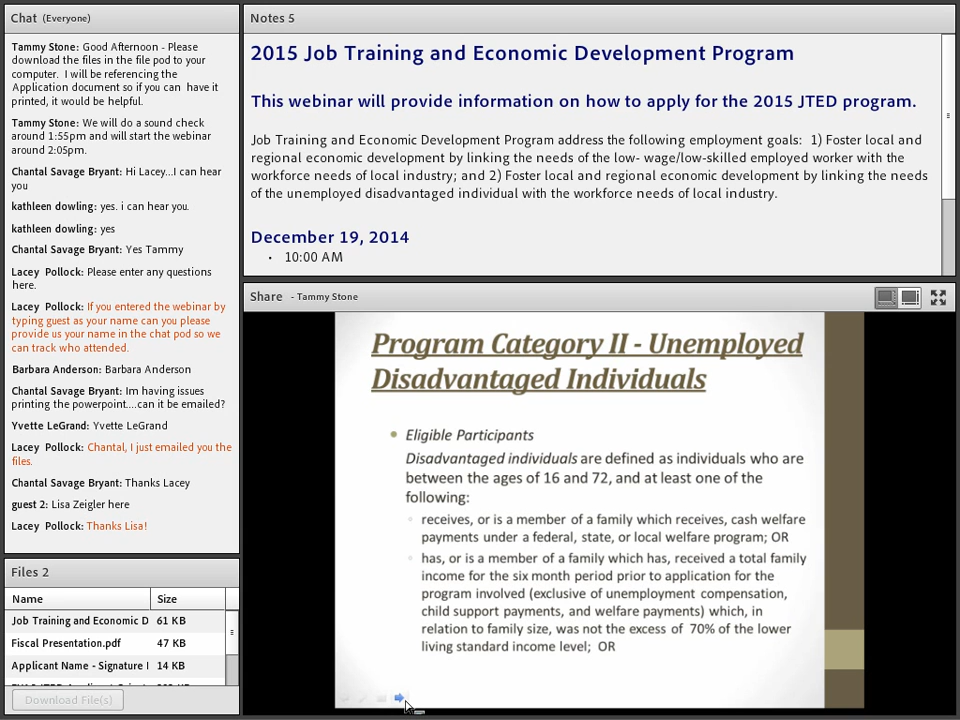 Chat (Everyone)
Tammy Stone: Good Afternoon - Please
download the files in the file pod to your
computer. I will be referencing the
Application document so if you can have it
printed, it would be helpful.
Tammy Stone: We will do a sound check
around 1:55pm and will start the webinar
around 2:05pm.
Chantal Savage Bryant: Hi Lacey...I can hear
you
kathleen dowling: yes. i can hear you.
kathleen dowling: yes
Chantal Savage Bryant: Yes Tammy
Lacey Pollock: Please enter any questions
here.
Lacey Pollock: If you entered the webinar by
typing guest as your name can you please
provide us your name in the chat pod so we
can track who attended.
Barbara Anderson: Barbara Anderson
Chantal Savage Bryant: Im having issues
printing the powerpoint....can it be emailed?
Yvette LeGrand: Yvette LeGrand
Lacey Pollock: Chantal, I just emailed you the
files.
Chantal Savage Bryant: Thanks Lacey
guest 2: Lisa Zeigler here
Lacey Pollock: Thanks Lisa!
Files 2
Name Size
Job Training and Economic D 61 KB
Fiscal Presentation.pdf 47 KB
Applicant Name - Signature 14 KB
Download File(s)
Notes 5
2015 Job Training and Economic Development Program
This webinar will provide information on how to apply for the 2015 JTED program.
Job Training and Economic Development Program address the following employment goals: 1) Foster local and
regional economic development by linking the needs of the low- wage/low-skilled employed worker with the
workforce needs of local industry; and 2) Foster local and regional economic development by linking the needs
of the unemployed disadvantaged individual with the workforce needs of local industry.
December 19, 2014
• 10:00 AM
Share - Tammy Stone
Program Category II - Unemployed
Disadvantaged Individuals
• Eligible Participants
Disadvantaged individuals are defined as individuals who are
between the ages of 16 and 72, and at least one of the
following:
receives, or is a member of a family which receives, cash welfare
payments under a federal, state, or local welfare program; OR
has, or is a member of a family which has, received a total family
income for the six month period prior to application for the
program involved (exclusive of unemployment compensation,
child support payments, and welfare payments) which, in
relation to family size, was not the excess of 70% of the lower
living standard income level; OR